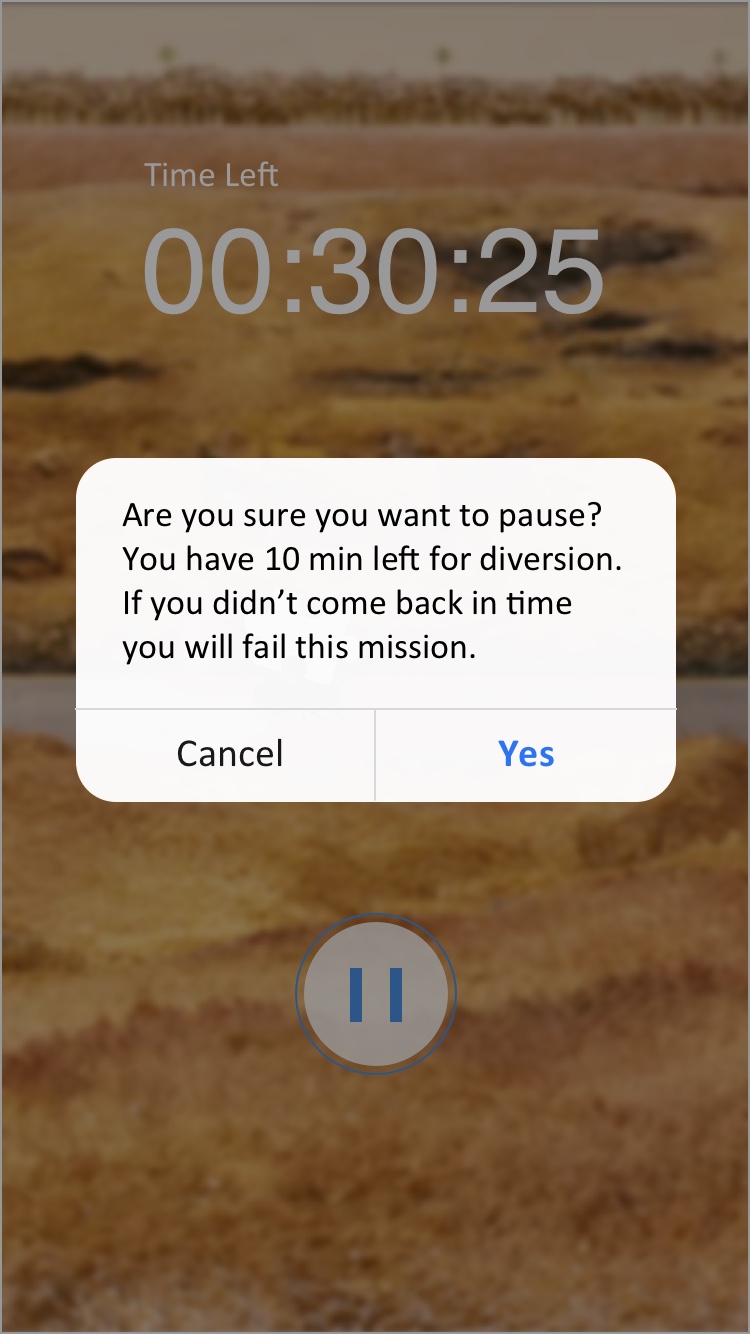 Time Left
00:30:25
Are you sure you want to pause?
You have 10 min left for diversion.
If you didn’t come back in time
you will fail this mission.
Cancel
Yes